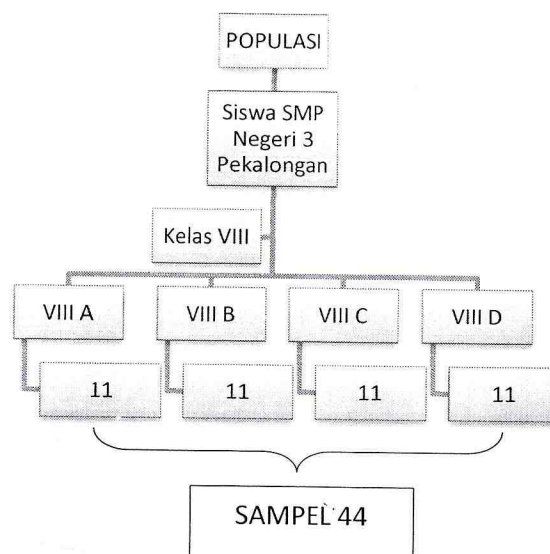 POPULASI
Siswa SMP
Negeri 3
Pekalongan
Kelas VIII
VIII A
VIII B
VIII C
VIII D
11
11
11
11
SAMPEL 44